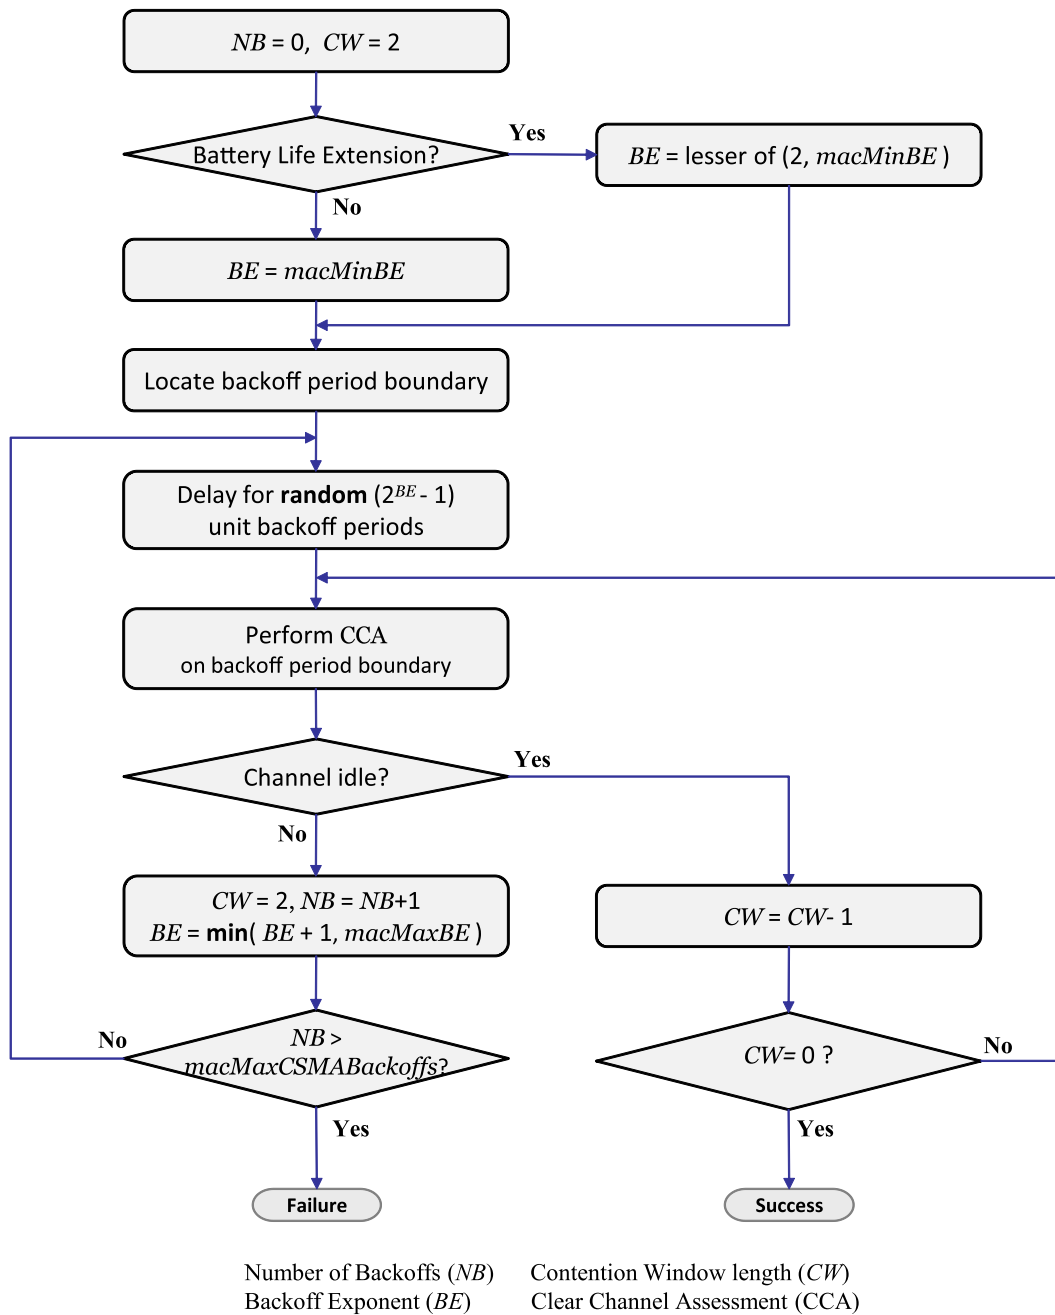 NB = 0, CW = 2
Battery Life Extension?
Yes
BE = lesser of (2, macMinBE )
No
BE = macMinBE
Locate backoff period boundary
Delay for random (2^BE - 1)
unit backoff periods
Perform CCA
on backoff period boundary
Channel idle?
Yes
No
CW = 2, NB = NB+1
BE = min( BE + 1, macMaxBE )
CW = CW- 1
No
NB >
macMaxCSMABackoffs?
CW= 0 ?
No
Yes
Yes
Failure
Success
Number of Backoffs (NB) Contention Window length (CW)
Backoff Exponent (BE) Clear Channel Assessment (CCA)